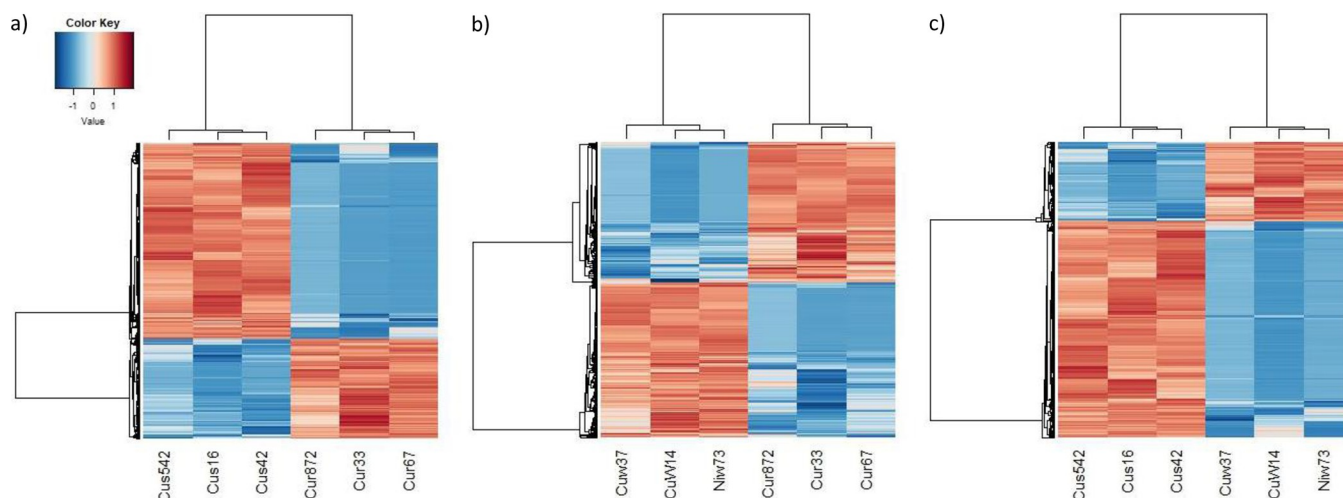 a)
Color Key
-1 0 1
Value
Cus542 Cus16 Cus42 Cur872 Cur33 Cur67
b)
Cuw37 CuW14 Niw73 Cur872 Cur33 Cur67
c)
Cus542 Cus16 Cus42 Cuw37 CuW14 Niw73